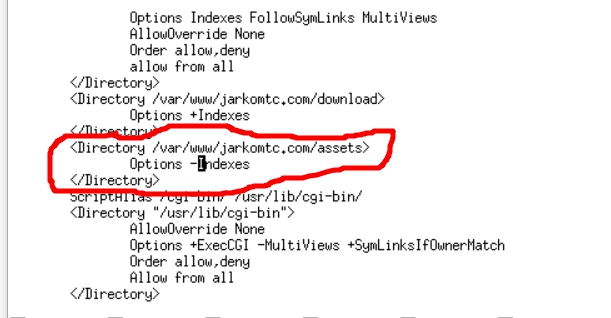 Options Indexes FollowSymLinks MultiViews
AllowOverride None
Order allow,deny
allow from all
</Directory>
<Directory /var/www/jarkomtc.com/download>
Options +Indexes
</Directory>
<Directory /var/www/jarkomtc.com/assets>
Options -Indexes
</Directory>
ScriptAlias /cgi-bin/ /usr/lib/cgi-bin/
<Directory "/usr/lib/cgi-bin">
AllowOverride None
Options +ExecCGI -MultiViews +SymLinksIfOwnerMatch
Order allow,deny
Allow from all
</Directory>